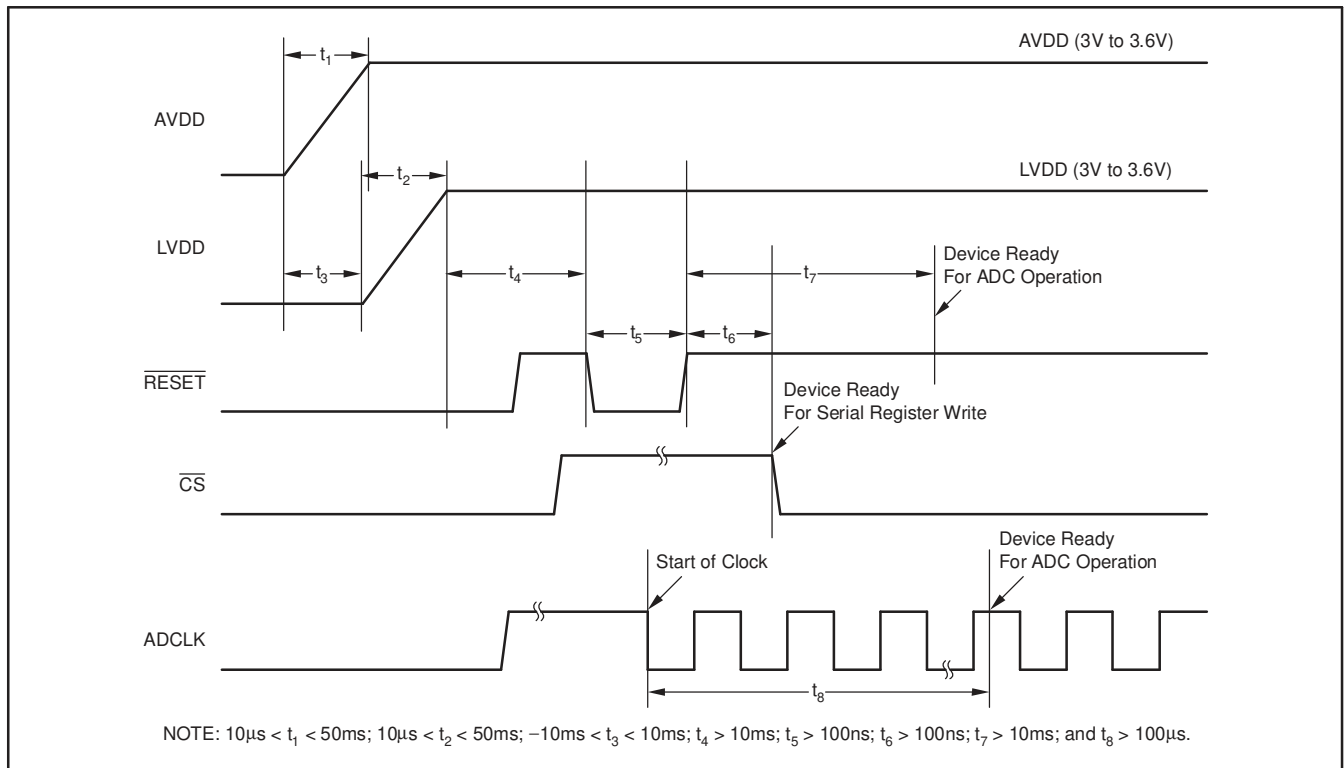 AVDD (3V to 3.6V)
t1
AVDD
t2
LVDD (3V to 3.6V)
LVDD
t3
t4
t7
Device Ready
For ADC Operation
t5
t6
RESET
Device Ready
For Serial Register Write
CS
Start of Clock
Device Ready
For ADC Operation
ADCLK
t8
NOTE: 10μs < t1 < 50ms; 10μs < t2 < 50ms; −10ms < t3 < 10ms; t4 > 10ms; t5 > 100ns; t6 > 100ns; t7 > 10ms; and t8 > 100μs.